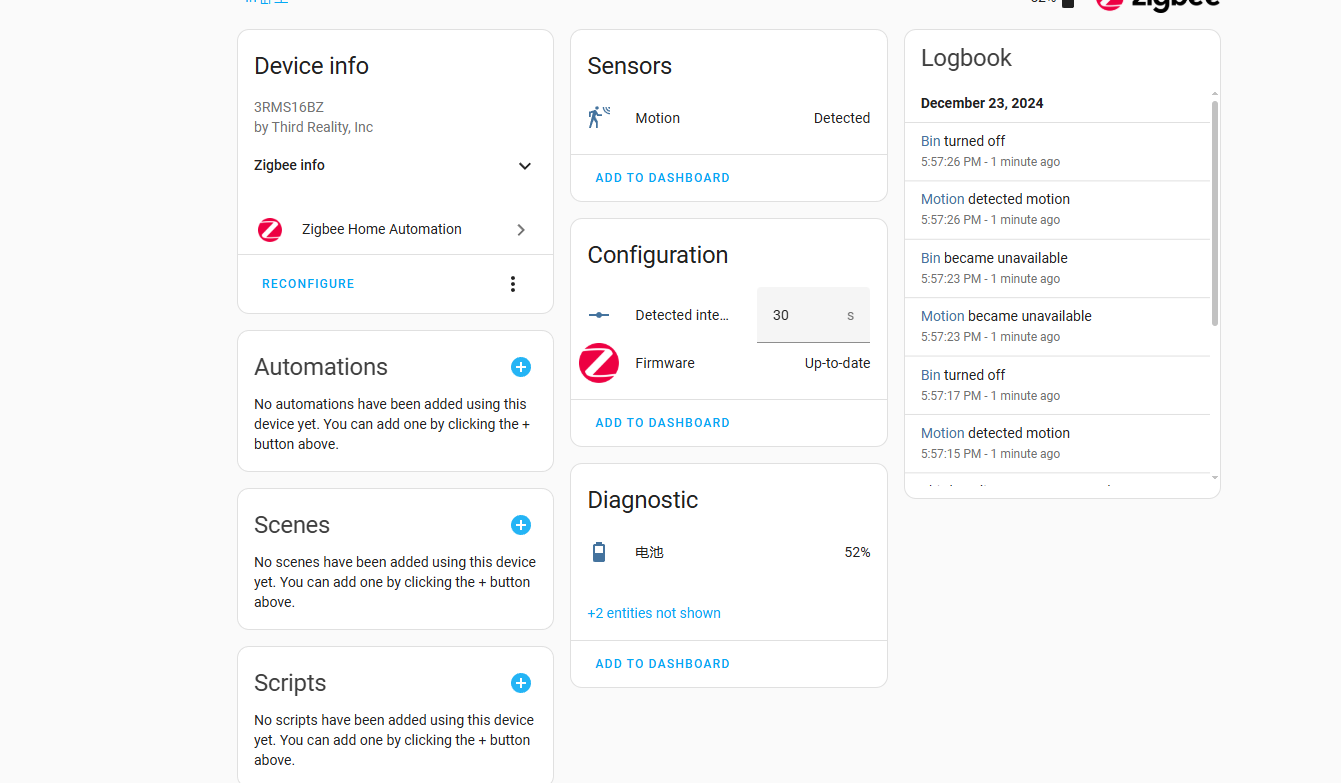 zigbee
Device info
3RMS16BZ
by Third Reality, Inc
Zigbee info
Zigbee Home Automation
RECONFIGURE
Automations
No automations have been added using this
device yet. You can add one by clicking the +
button above.
Scenes
No scenes have been added using this device
yet. You can add one by clicking the + button
above.
Scripts
No scripts have been added using this device
yet. You can add one by clicking the + button
above.
Sensors
Motion Detected
ADD TO DASHBOARD
Configuration
Detected inte... 30 s
Firmware Up-to-date
ADD TO DASHBOARD
Diagnostic
电池 52%
+2 entities not shown
ADD TO DASHBOARD
Logbook
December 23, 2024
Bin turned off
5:57:26 PM - 1 minute ago
Motion detected motion
5:57:26 PM - 1 minute ago
Bin became unavailable
5:57:23 PM - 1 minute ago
Motion became unavailable
5:57:23 PM - 1 minute ago
Bin turned off
5:57:17 PM - 1 minute ago
Motion detected motion
5:57:15 PM - 1 minute ago